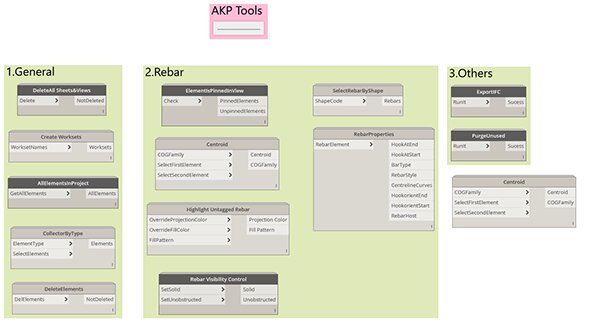 AKP Tools
1.General
DeleteAll Sheets&Views
Delete > NotDeleted
Create Worksets
WorksetNames > Worksets
AllElementsInProject
GetAllElements > AllElements
CollectorByType
ElementType > Elements
SelectElements >
DeleteElements
DelElements > NotDeleted
2.Rebar
ElementIsPinnedInView
Check > PinnedElements
UnpinnedElements
Centroid
COGFamily > Centroid
SelectFirstElement > COGFamily
SelectSecondElement >
Highlight Untagged Rebar
OverrideProjectionColor > Projection Color
OverrideFillColor > Fill Pattern
FillPattern >
Rebar Visibility Control
SetSolid > Solid
SetUnobstructed > Unobstructed
SelectRebarByShape
ShapeCode > Rebars
RebarProperties
RebarElement > HookAtEnd
HookAtStart
BarType
RebarStyle
CentrelineCurves
HookorientEnd
HookorientStart
RebarHost
3.Others
ExportIFC
RunIt > Sucess
PurgeUnused
RunIt > Sucess
Centroid
COGFamily > Centroid
SelectFirstElement > COGFamily
SelectSecondElement >